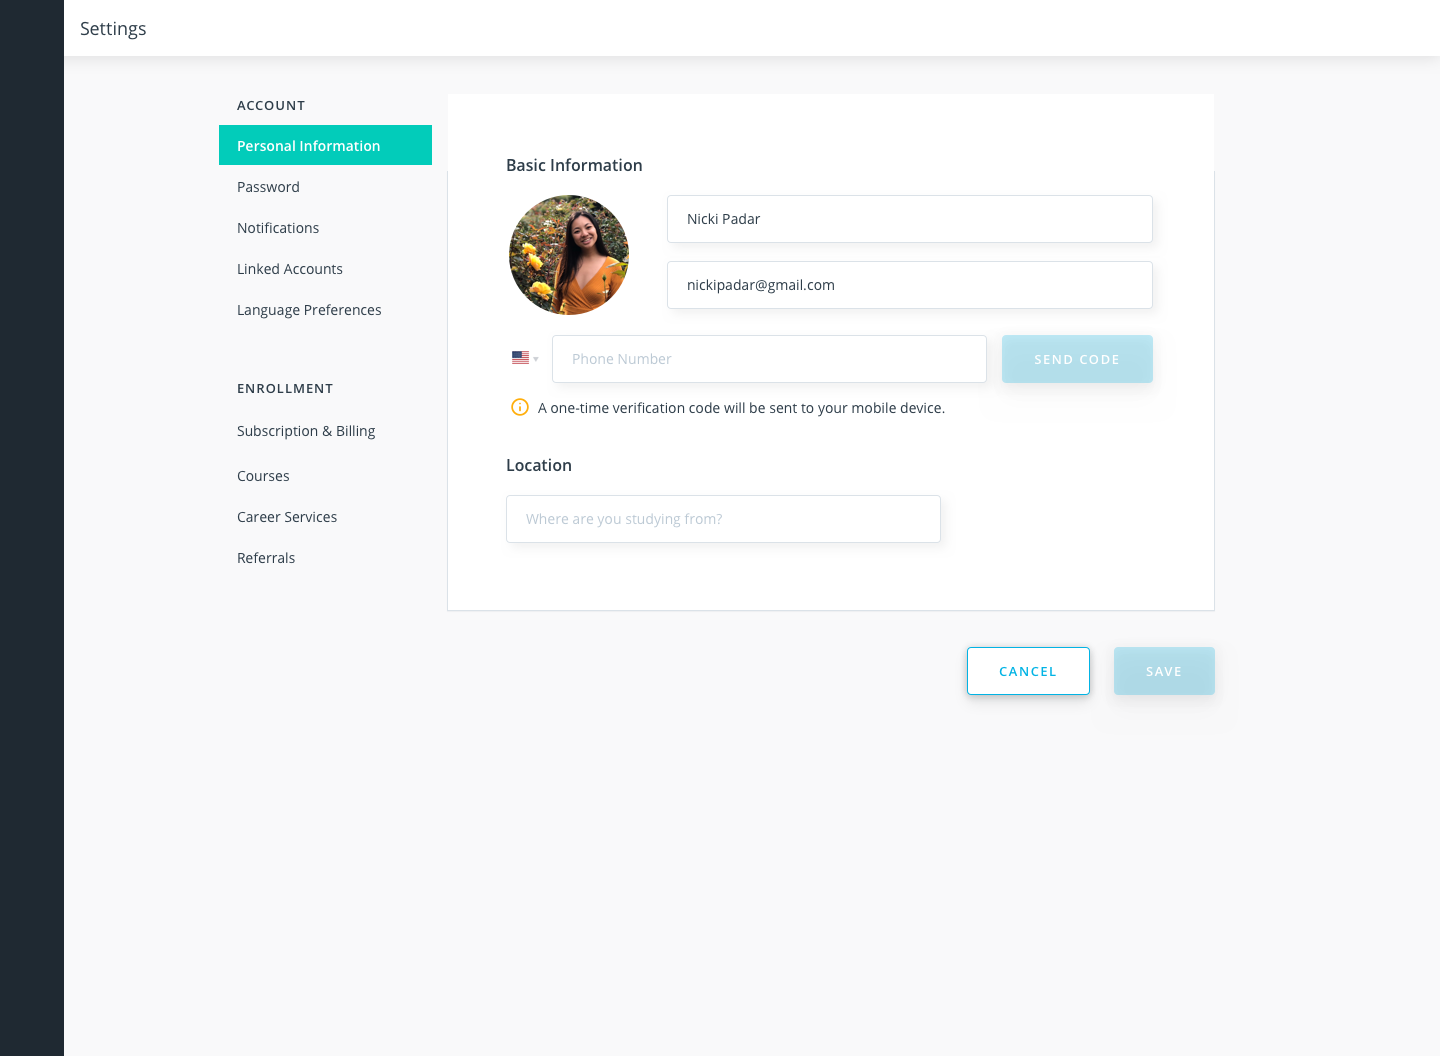 Settings
ACCOUNT
Personal Information
Password
Notifications
Linked Accounts
Language Preferences
ENROLLMENT
Subscription & Billing
Courses
Career Services
Referrals
Basic Information
Nicki Padar
nickipadar@gmail.com
Phone Number
SEND CODE
A one-time verification code will be sent to your mobile device.
Location
Where are you studying from?
CANCEL
SAVE